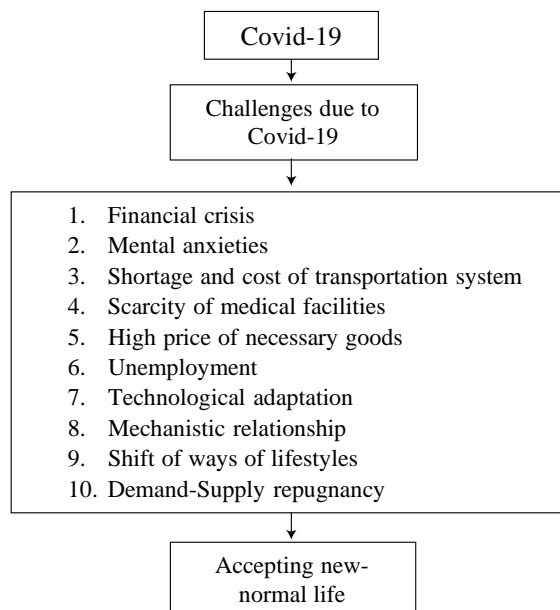 Covid-19
Challenges due to
Covid-19
1. Financial crisis
2. Mental anxieties
3. Shortage and cost of transportation system
4. Scarcity of medical facilities
5. High price of necessary goods
6. Unemployment
7. Technological adaptation
8. Mechanistic relationship
9. Shift of ways of lifestyles
10. Demand-Supply repugnancy
Accepting new-
normal life